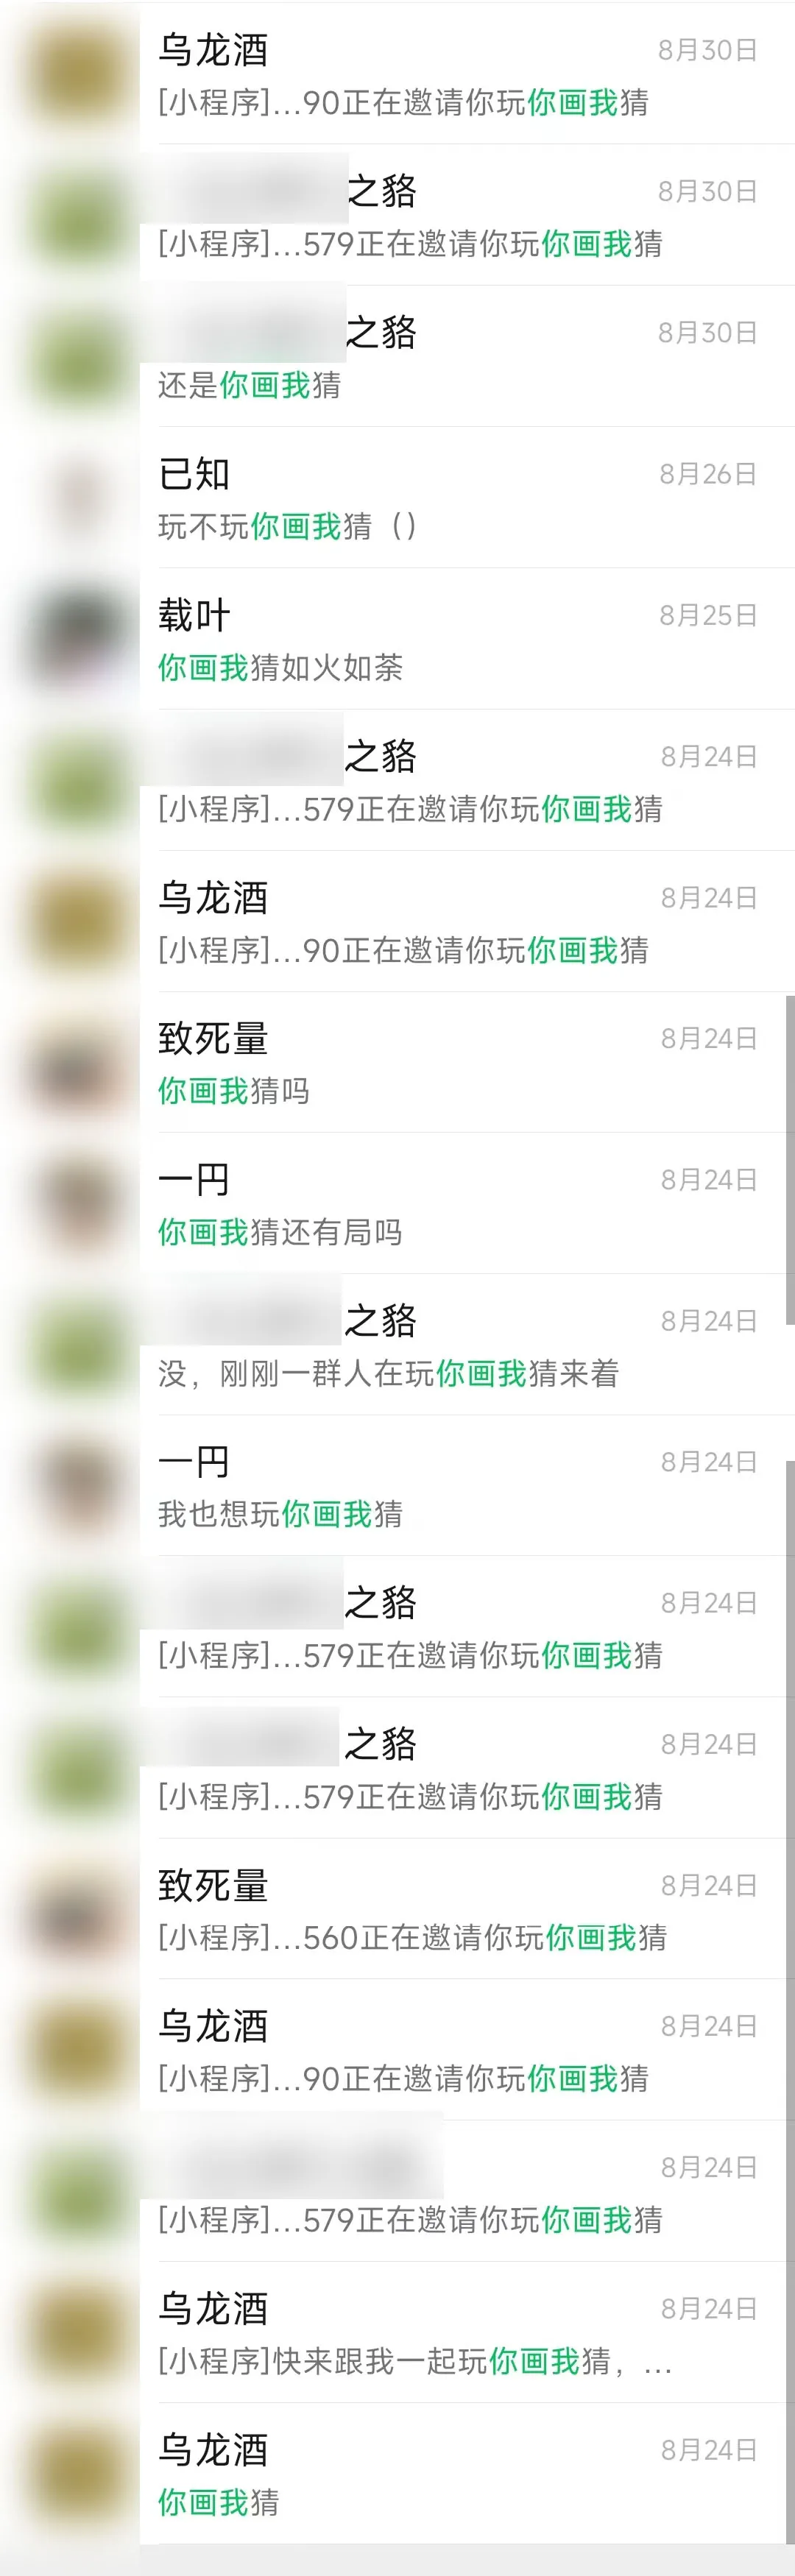 乌龙酒 8月30日
[小程序]...90正在邀请你玩你画我猜
之貉 8月30日
[小程序]...579正在邀请你玩你画我猜
之貉 8月30日
还是你画我猜
已知 8月26日
玩不玩你画我猜（）
载叶 8月25日
你画我猜如火如荼
之貉 8月24日
[小程序]...579正在邀请你玩你画我猜
乌龙酒 8月24日
[小程序]...90正在邀请你玩你画我猜
致死量 8月24日
你画我猜吗
一円 8月24日
你画我猜还有局吗
之貉 8月24日
没，刚刚一群人在玩你画我猜来着
一円 8月24日
我也想玩你画我猜
之貉 8月24日
[小程序]...579正在邀请你玩你画我猜
之貉 8月24日
[小程序]...579正在邀请你玩你画我猜
致死量 8月24日
[小程序]...560正在邀请你玩你画我猜
乌龙酒 8月24日
[小程序]...90正在邀请你玩你画我猜
8月24日
[小程序]...579正在邀请你玩你画我猜
乌龙酒 8月24日
[小程序]快来跟我一起玩你画我猜，...
乌龙酒 8月24日
你画我猜